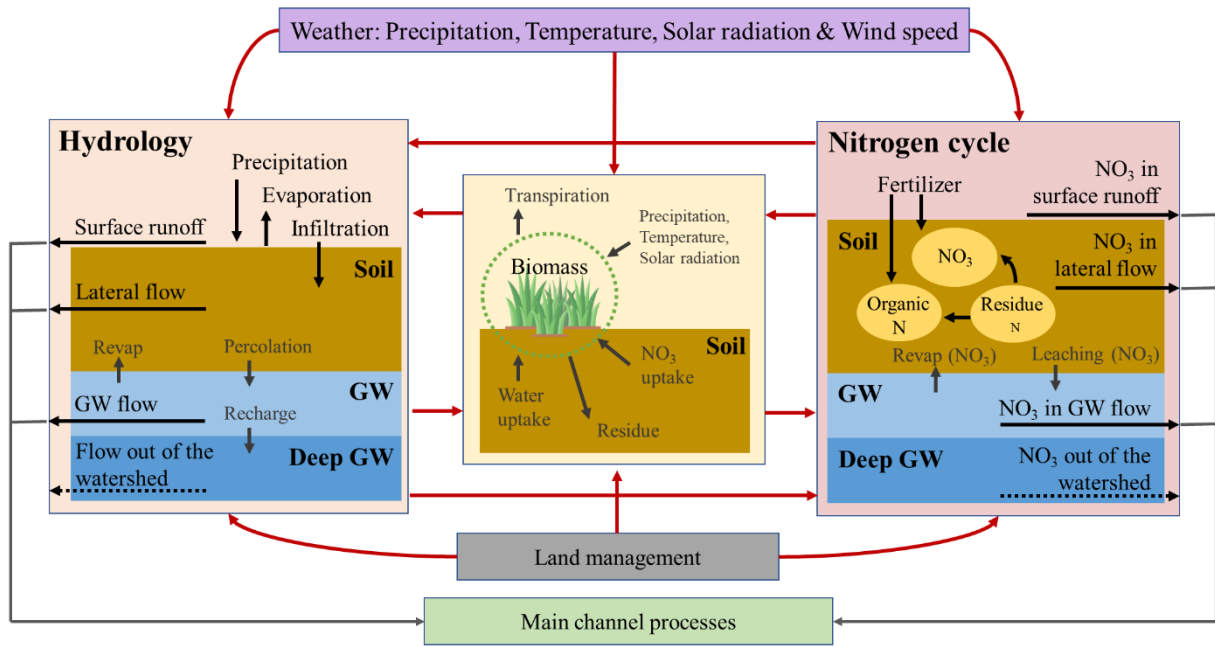 Weather: Precipitation, Temperature, Solar radiation & Wind speed
Hydrology
Precipitation
Evaporation
Surface runoff
Infiltration
Soil
Lateral flow
Revap
Percolation
GW
GW flow
Recharge
Flow out of the
watershed
Deep GW
Transpiration
Precipitation,
Temperature,
Solar radiation
Biomass
Soil
NO3
uptake
Water
uptake
Residue
Nitrogen cycle
Fertilizer
NO3 in
surface runoff
Soil
NO3
NO3 in
lateral flow
Organic
N
Residue
N
Revap (NO3)
Leaching (NO3)
GW
NO3 in GW flow
Deep GW
NO3 out of the
watershed
Land management
Main channel processes